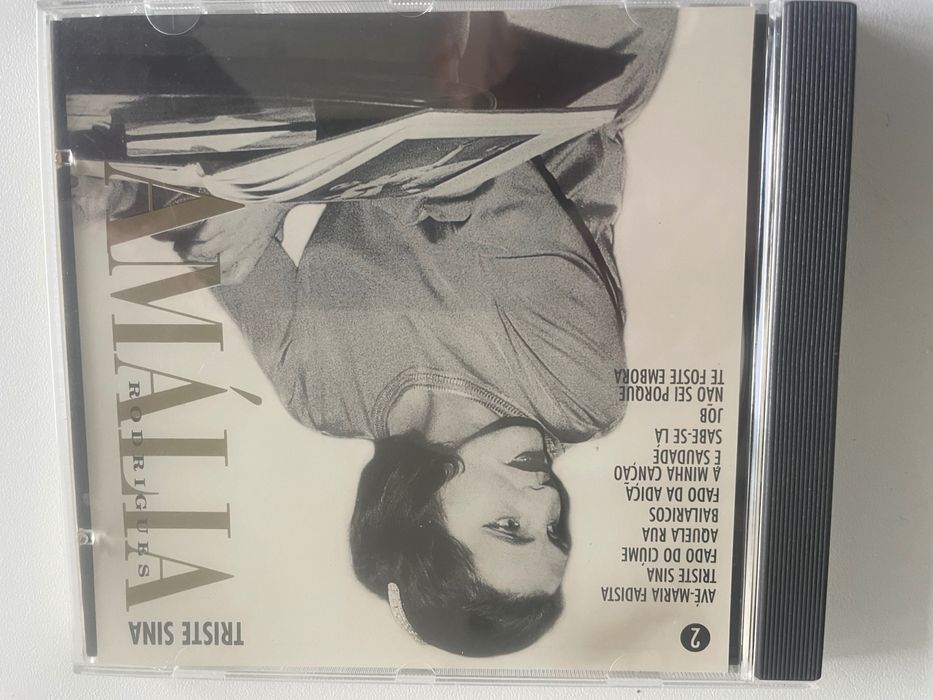 2
TRISTE SINA
AVÉ-MARIA FADISTA
TRISTE SINA
FADO DO CIÚME
AQUELA RUA
BAILARICOS
FADO DA ADIÇA
A MINHA CANÇÃO
É SAUDADE
SABE-SE LÁ
JOB
NÃO SEI PORQUE
TE FOSTE EMBORA
AMÁLIA
RODRIGUES